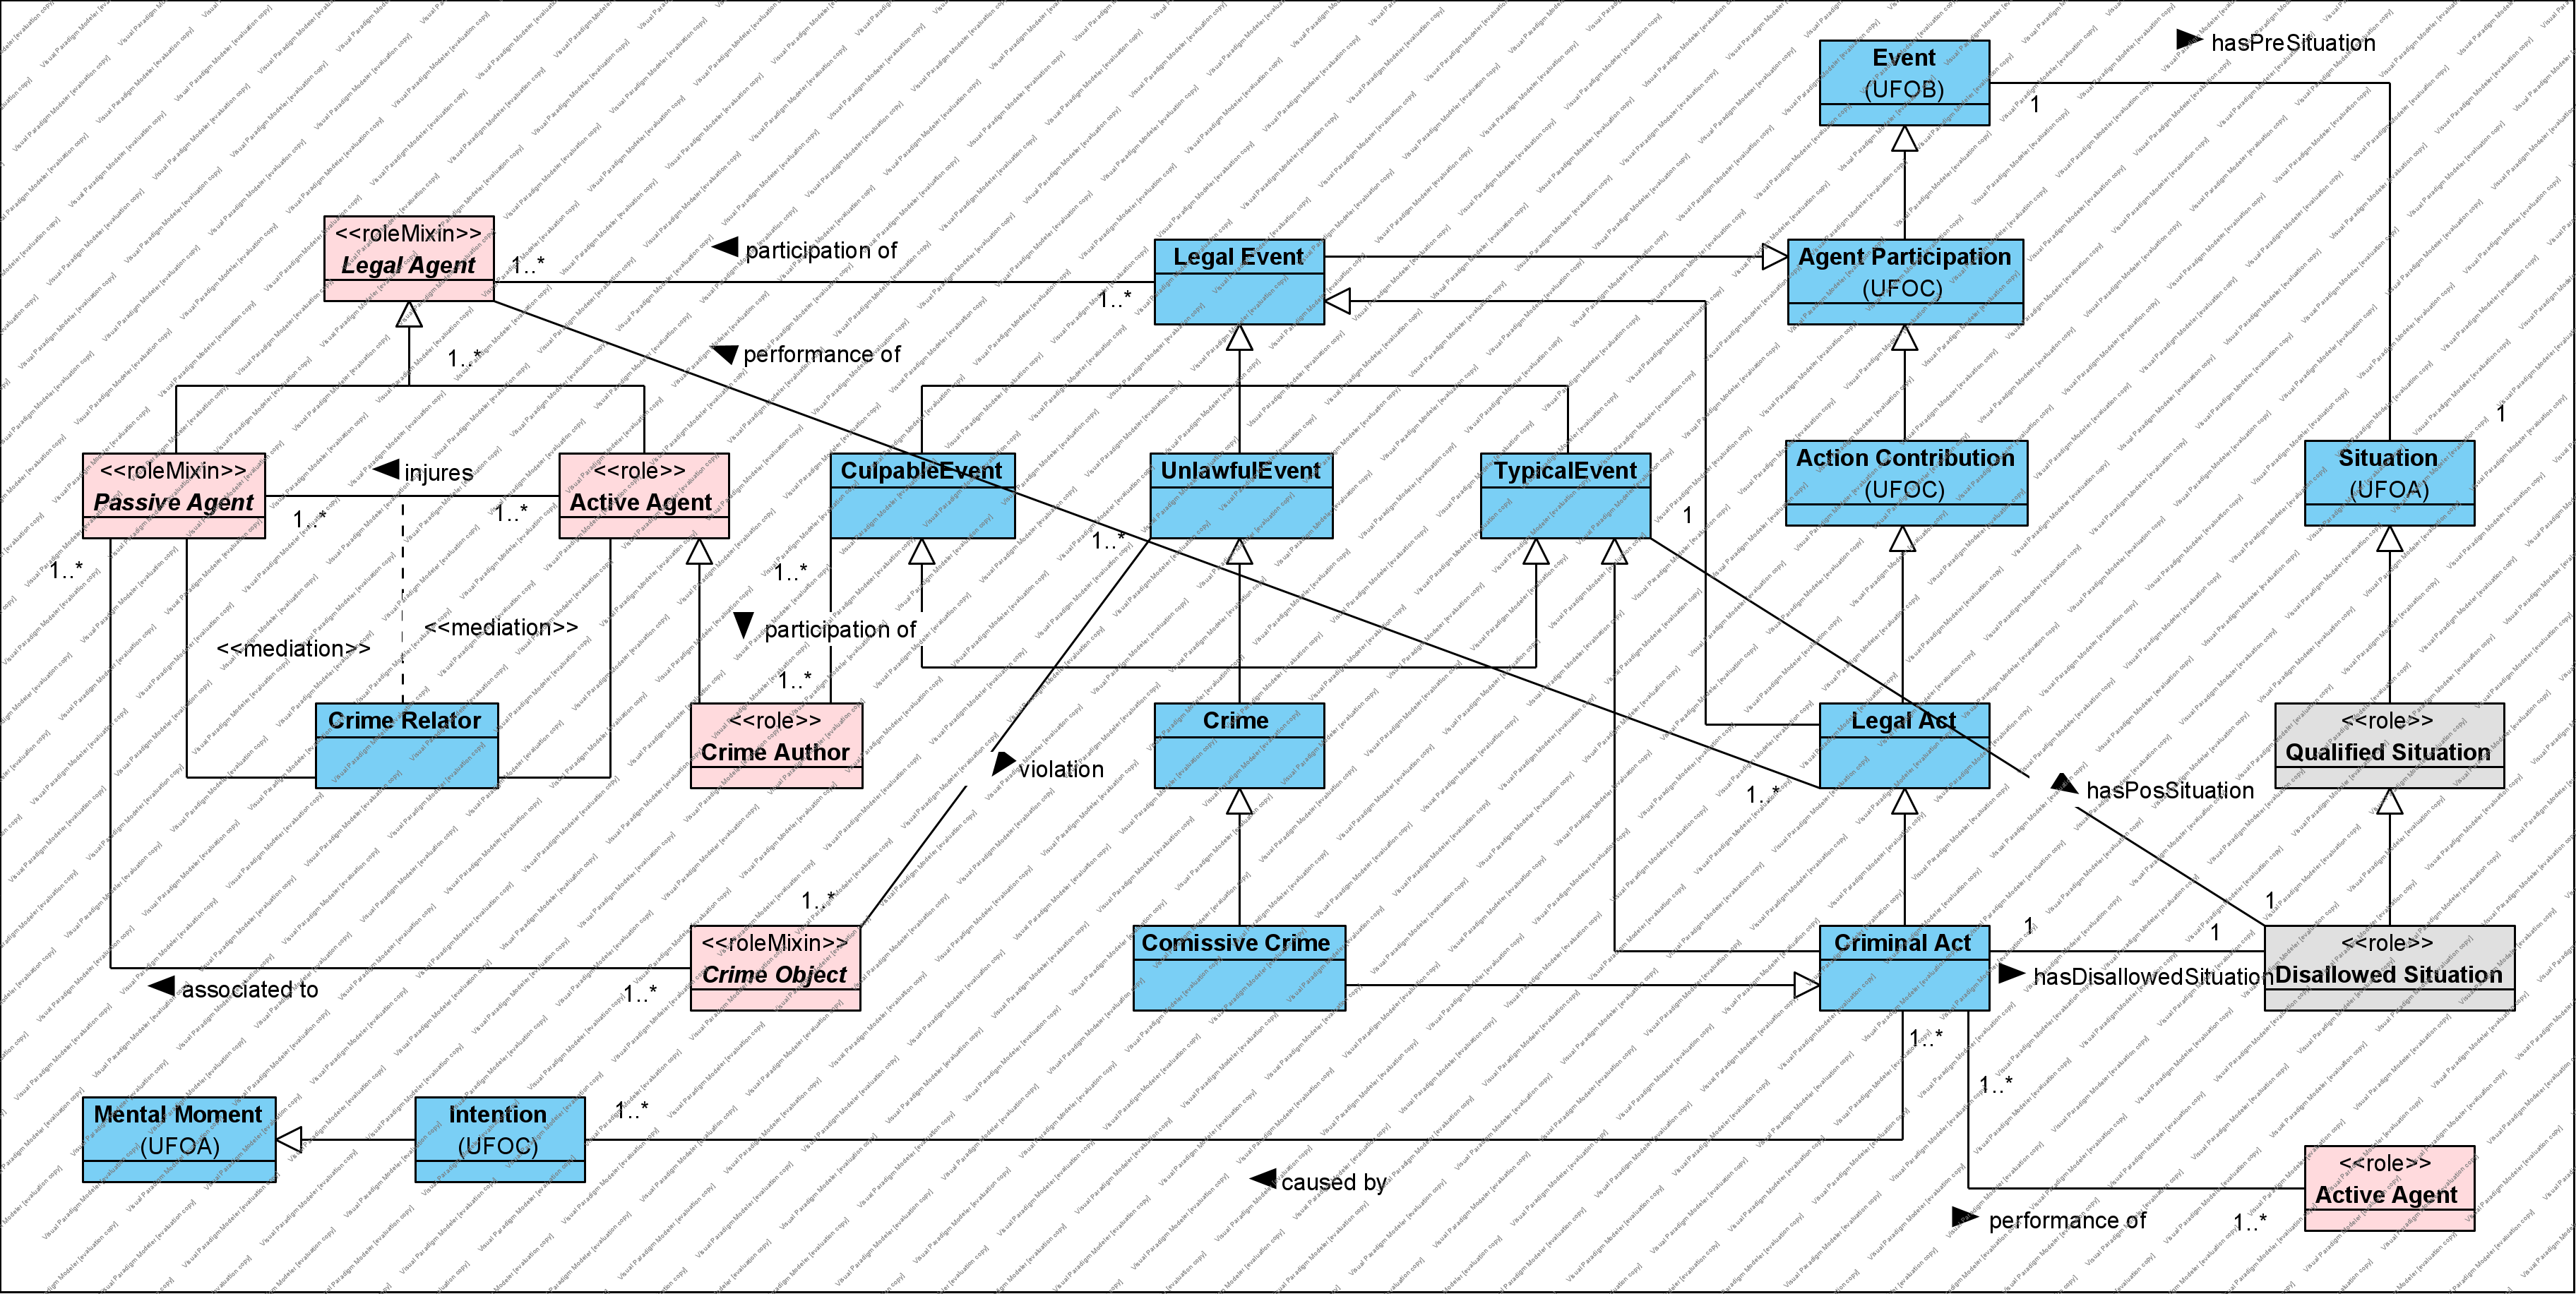 Event
(UFOB)
hasPreSituation
1
<<roleMixin>>
Legal Agent
1..*
participation of
1..*
Legal Event
Agent Participation
(UFOC)
1..*
performance of
1
<<roleMixin>>
Passive Agent
injures
1..*
1..*
<<role>>
Active Agent
CulpableEvent
UnlawfulEvent
TypicalEvent
1
Action Contribution
(UFOC)
Situation
(UFOA)
1..*
1..*
1..*
<<mediation>>
<<mediation>>
participation of
1..*
Crime Relator
<<role>>
Crime Author
violation
Crime
Legal Act
1..*
hasPosSituation
<<role>>
Qualified Situation
1..*
1
1
1
<<roleMixin>>
Crime Object
Comissive Crime
Criminal Act
hasDisallowedSituation
<<role>>
Disallowed Situation
associated to
1..*
1..*
1..*
Mental Moment
(UFOA)
Intention
(UFOC)
1..*
caused by
performance of
1..*
<<role>>
Active Agent
Visual Paradigm Modeler [evaluation copy]